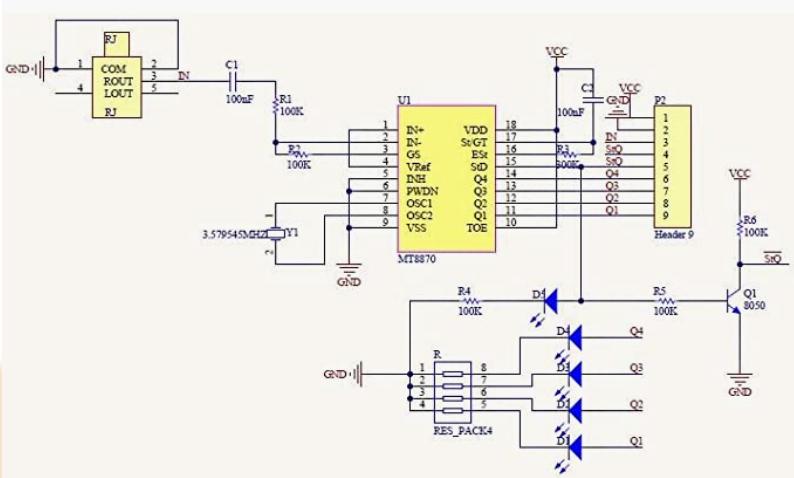 RJ
GND
1
COM
2
ROUT
3
IN
4
LOUT
5
RJ
C1
100nF
R1
100K
R2
100K
U1
1
IN+
VDD
18
2
IN-
St/GT
17
3
GS
ESt
16
4
VRef
StD
15
5
INH
Q4
14
6
PWDN
Q3
13
7
OSC1
Q2
12
8
OSC2
Q1
11
9
VSS
TOE
10
MT8870
1
3.579545MHZ
Y1
2
GND
VCC
C2
100nF
R3
300K
VCC
GND
P2
1
2
IN
3
StQ
4
StQ
5
Q4
6
Q3
7
Q2
8
Q1
9
Header 9
VCC
R6
100K
StQ
R4
100K
D5
R5
100K
Q1
8050
GND
D4
Q4
GND
R
1
8
2
7
3
6
4
5
RES_PACK4
D3
Q3
D2
Q2
D1
Q1